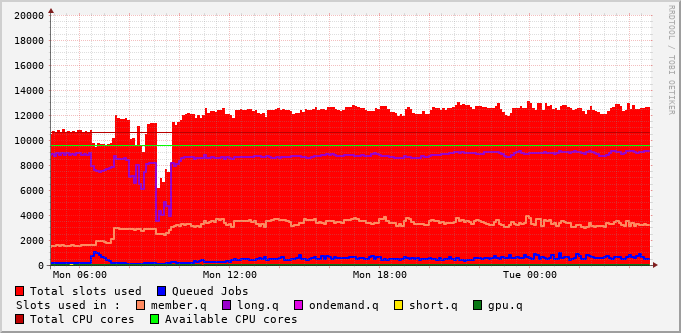 20000
18000
16000
14000
12000
10000
8000
6000
4000
2000
0
RRDTOOL / TOBI OETIKER
Mon 06:00 Mon 12:00 Mon 18:00 Tue 00:00
Total slots used Queued Jobs
Slots used in : member.q long.q ondemand.q short.q gpu.q
Total CPU cores Available CPU cores